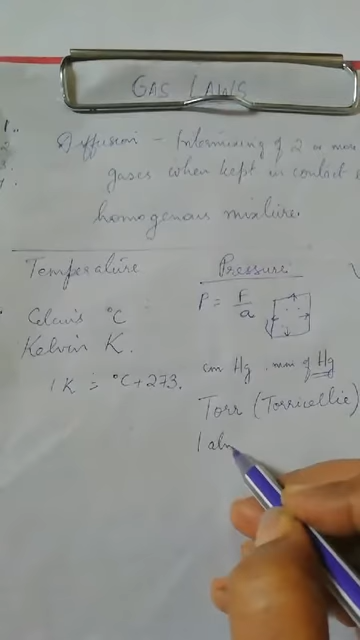 GAS LAWS
Diffusion - Intermixing of 2 or more
gases when kept in contact
homogenous mixture.
Temperature
Pressure
P = F/a
Celcius °C
Kelvin K.
1 K = °C + 273.
cm Hg. mm of Hg
Torr (Torricellie)
1 atm